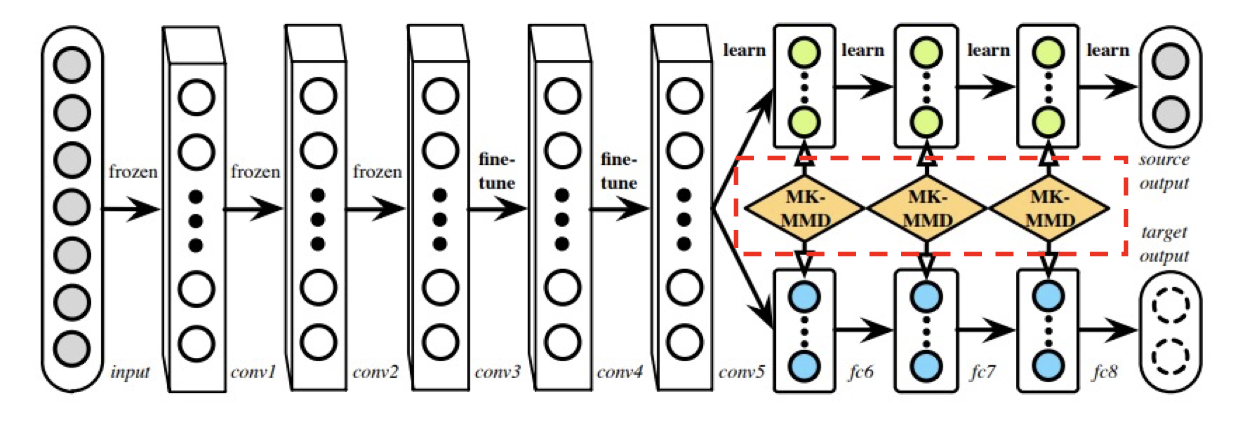 learn
learn
learn
learn
frozen
frozen
frozen
fine-
tune
fine-
tune
source
output
MK-
MMD
MK-
MMD
MK-
MMD
target
output
input
conv1
conv2
conv3
conv4
conv5
fc6
fc7
fc8